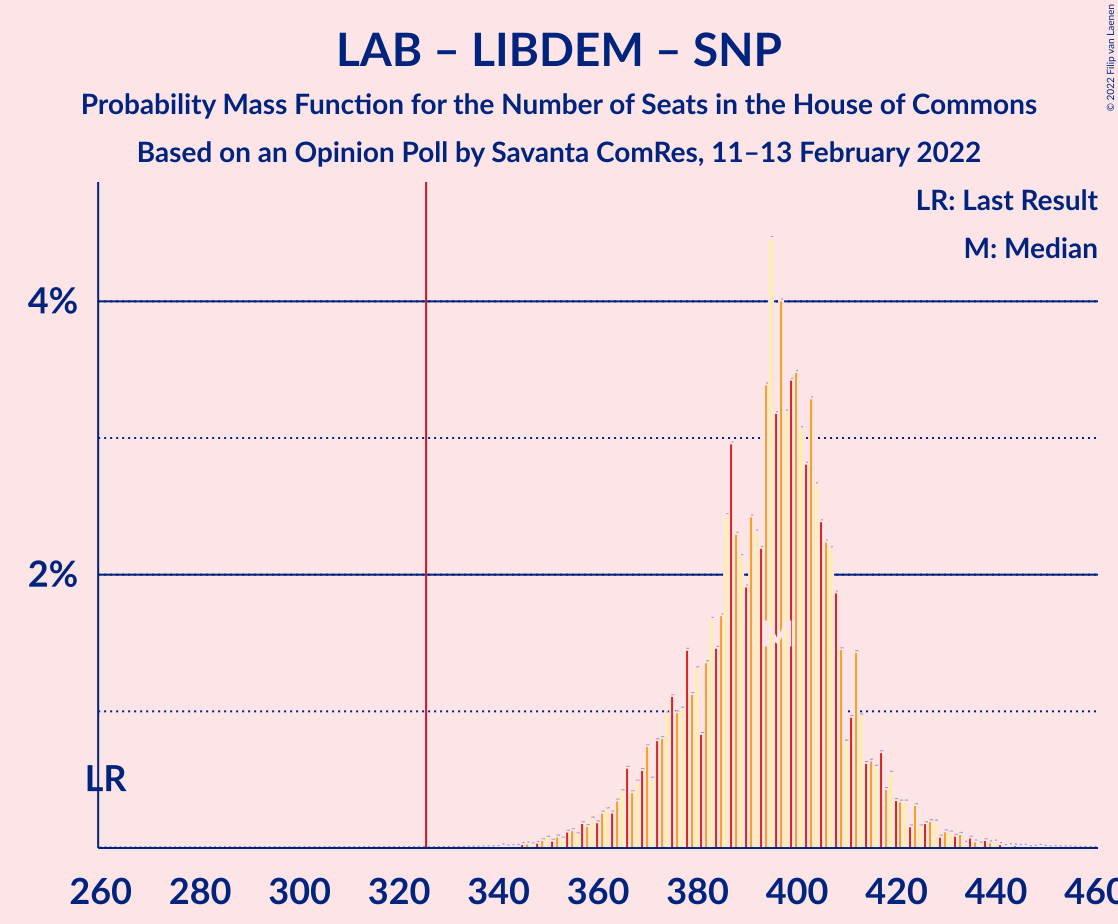 LAB – LIBDEM – SNP
Probability Mass Function for the Number of Seats in the House of Commons
Based on an Opinion Poll by Savanta ComRes, 11–13 February 2022
© 2022 Filip van Laenen
LR: Last Result
M: Median
4%
2%
M
LR
260 280 300 320 340 360 380 400 420 440 460